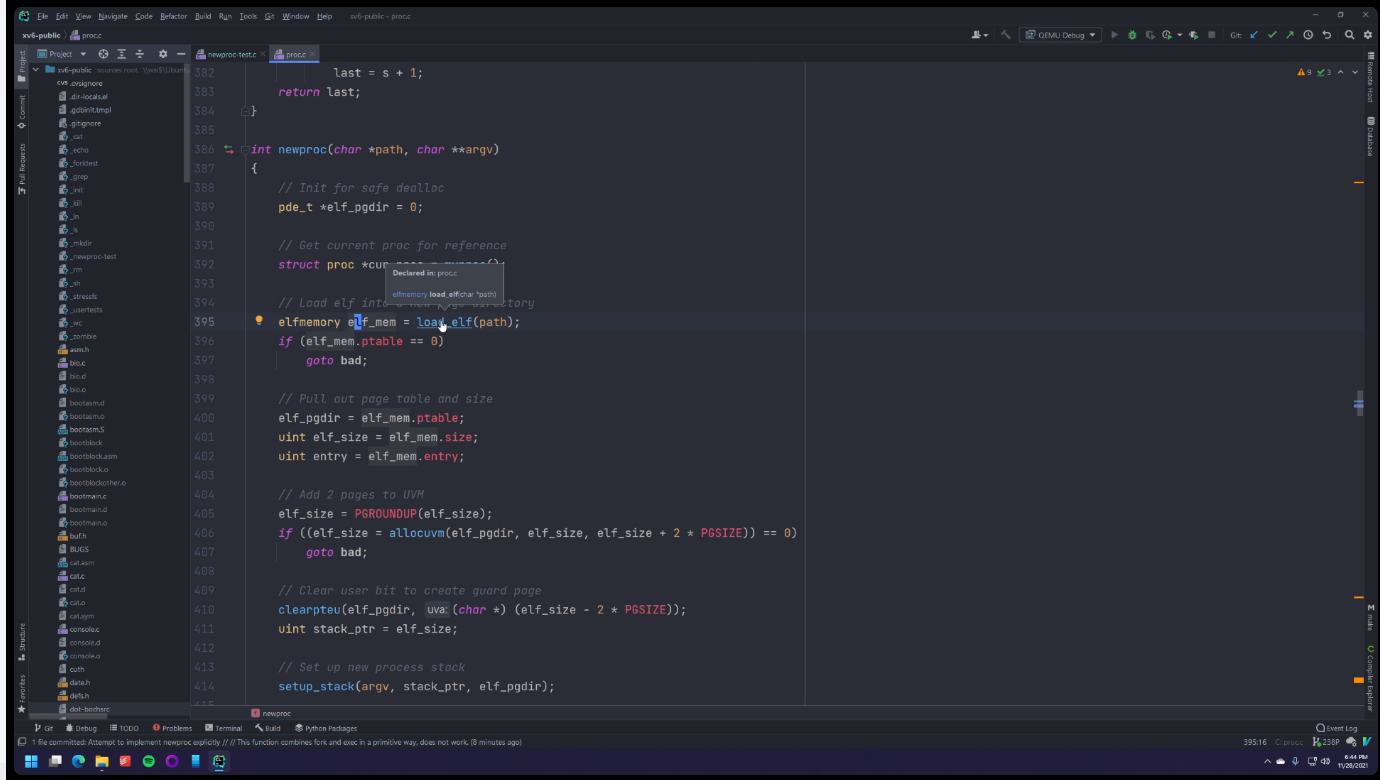 File Edit View Navigate Code Refactor Build Run Tools Git Window Help xv6-public - proc.c
xv6-public proc.c QEMU Debug Git:
Project newproc-test.c proc.c
xv6-public sources root,
.cvsignore
.dir-locals.el
.gdbinit.tmpl
.gitignore
_cat
_echo
_forktest
_grep
_init
_kill
_ln
_ls
_mkdir
_newproc-test
_rm
_sh
_stressfs
_usertests
_wc
_zombie
asm.h
bio.c
bio.d
bio.o
bootasm.d
bootasm.o
bootasm.S
bootblock
bootblock.asm
bootblock.o
bootblockother.o
bootmain.c
bootmain.d
bootmain.o
buf.h
BUGS
cat.asm
cat.c
cat.d
cat.o
cat.sym
console.c
console.d
console.o
cuth
date.h
defs.h
dot-bochsrc
Project
Commit
Pull Requests
Structure
Favorites
382 last = s + 1;
383 return last;
384 }
385
386 int newproc(char *path, char **argv)
387 {
388 // Init for safe dealloc
389 pde_t *elf_pgdir = 0;
390
391 // Get current proc for reference
392 struct proc *cur_proc = myproc();
Declared in: proc.c
elfmemory load_elf(char *path)
393
394 // Load elf into a new page directory
395 elfmemory elf_mem = load_elf(path);
396 if (elf_mem.ptable == 0)
397 goto bad;
398
399 // Pull out page table and size
400 elf_pgdir = elf_mem.ptable;
401 uint elf_size = elf_mem.size;
402 uint entry = elf_mem.entry;
403
404 // Add 2 pages to UVM
405 elf_size = PGROUNDUP(elf_size);
406 if ((elf_size = allocuvm(elf_pgdir, elf_size, elf_size + 2 * PGSIZE)) == 0)
407 goto bad;
408
409 // Clear user bit to create guard page
410 clearpteu(elf_pgdir, uva: (char *) (elf_size - 2 * PGSIZE));
411 uint stack_ptr = elf_size;
412
413 // Set up new process stack
414 setup_stack(argv, stack_ptr, elf_pgdir);
9 3
Remote Host
Database
make
Compiler Explorer
newproc
Git Debug TODO Problems Terminal Build Python Packages Event Log
1 file committed: Attempt to implement newproc explicitly // // This function combines fork and exec in a primitive way, does not work. (8 minutes ago) 395:16 C: proc.c 238P
6:44 PM
11/28/2021